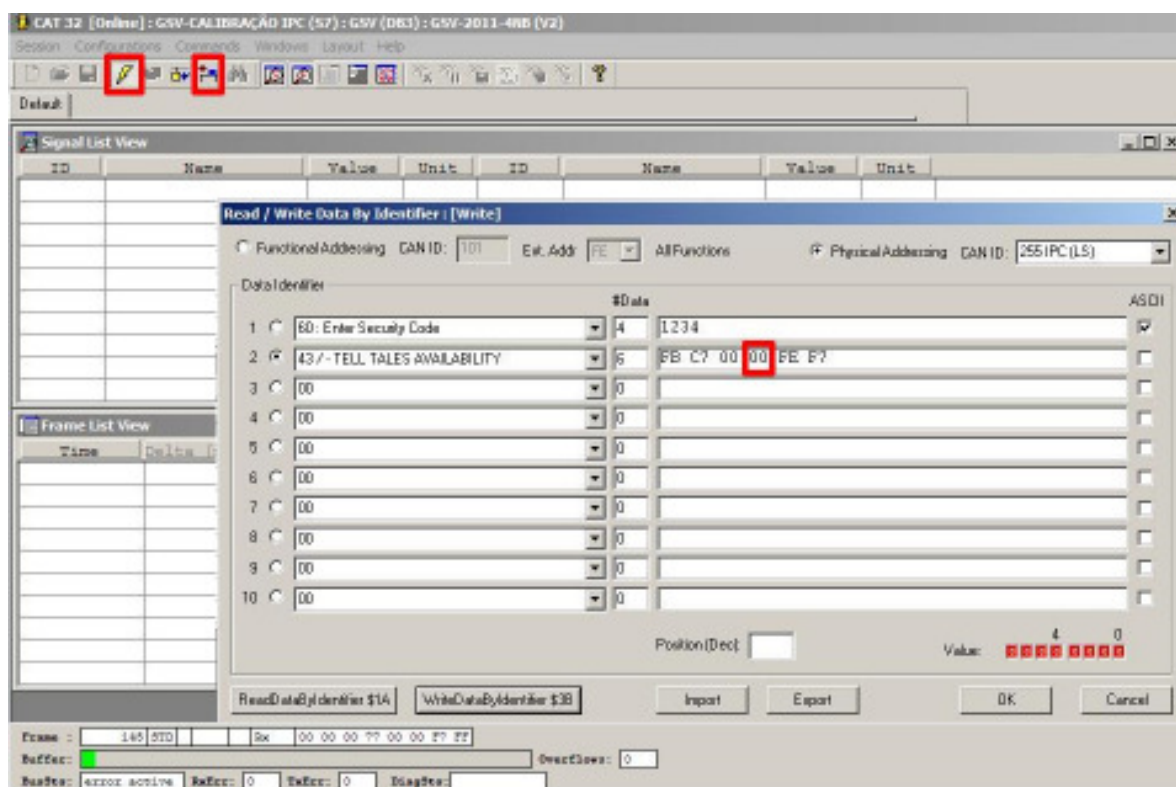 CAT 32 [Online] : GSV-CALIBRAÇÃO IPC (S7) : GSV (DB3) : GSV-2011-4NB (V2)
Session Configurations Commands Windows Layout Help
Default
Signal List View
ID Name Value Unit ID Name Value Unit
Read / Write Data By Identifier : [Write]
Functional Addressing CAN ID: 101 Ext. Addr FE All Functions Physical Addressing CAN ID: 255 IPC (LS)
Data Identifier
#Data ASCII
1 60: Enter Security Code 4 1234
2 43/ - TELL TALES AVAILABILITY 6 FB C7 00 00 FE F7
3 00 0
4 00 0
5 00 0
6 00 0
7 00 0
8 00 0
9 00 0
10 00 0
Frame List View
Time Delta
Position (Dec):
4 0
Value:
ReadDataByIdentifier $1A WriteDataByIdentifier $3B Import Export OK Cancel
Frame : 145 STD Rx 00 00 00 77 00 00 F7 FF
Buffer: Overflows: 0
BusSts: error active RxErr: 0 TxErr: 0 DiagSts: